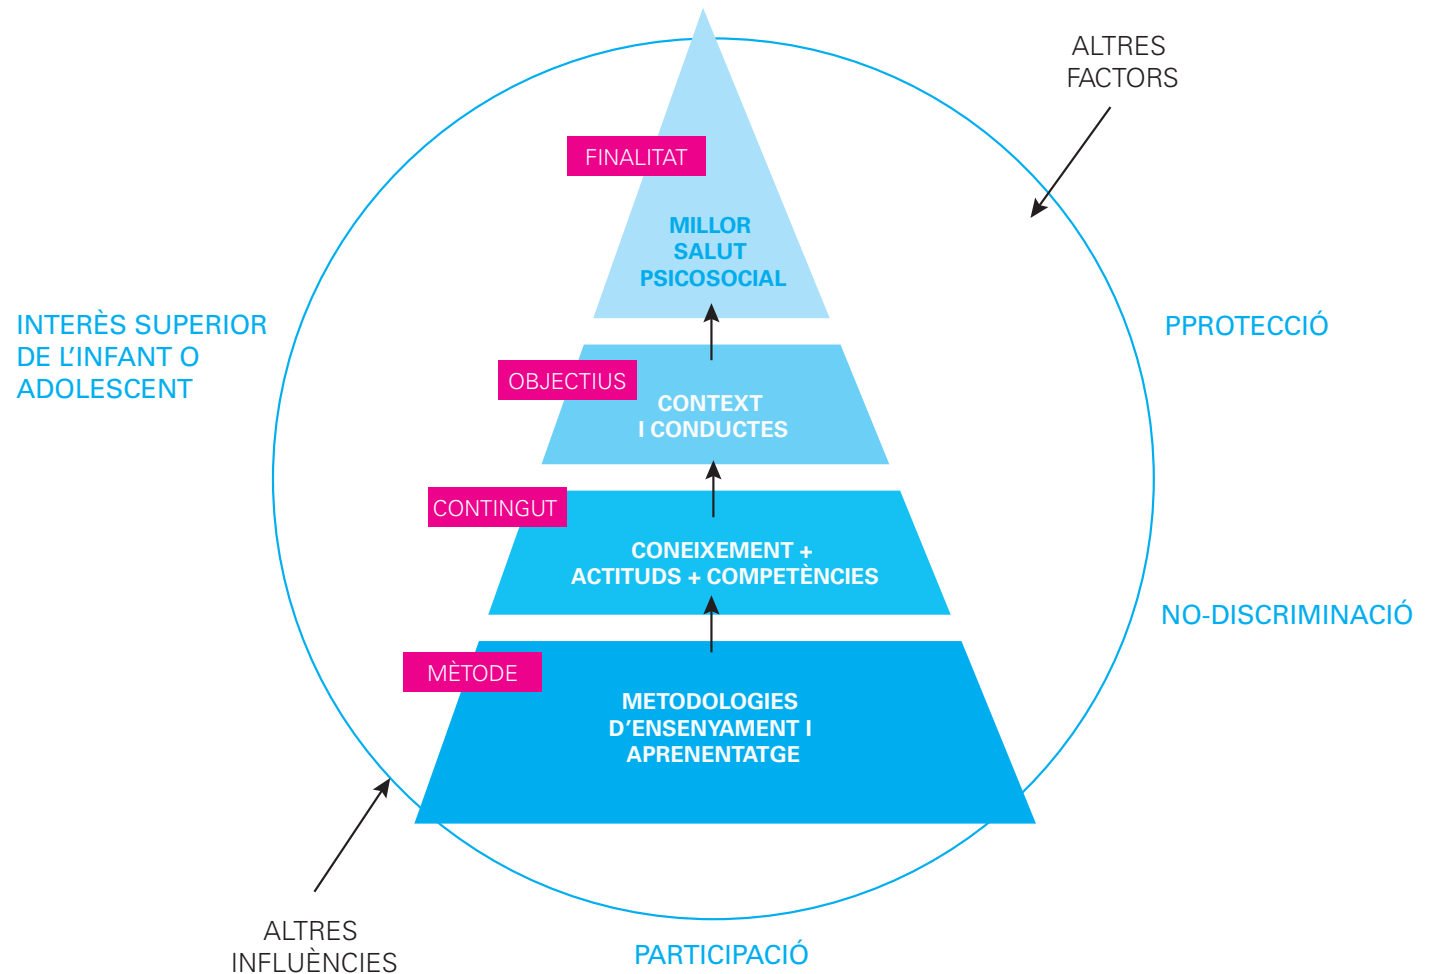 ALTRES
FACTORS
FINALITAT
MILLOR
SALUT
PSICOSOCIAL
INTERÈS SUPERIOR
DE L'INFANT O
ADOLESCENT
PPROTECCIÓ
OBJECTIUS
CONTEXT
I CONDUCTES
CONTINGUT
CONEIXEMENT +
ACTITUDS + COMPETÈNCIES
NO-DISCRIMINACIÓ
MÈTODE
METODOLOGIES
D'ENSENYAMENT I
APRENENTATGE
ALTRES
INFLUÈNCIES
PARTICIPACIÓ